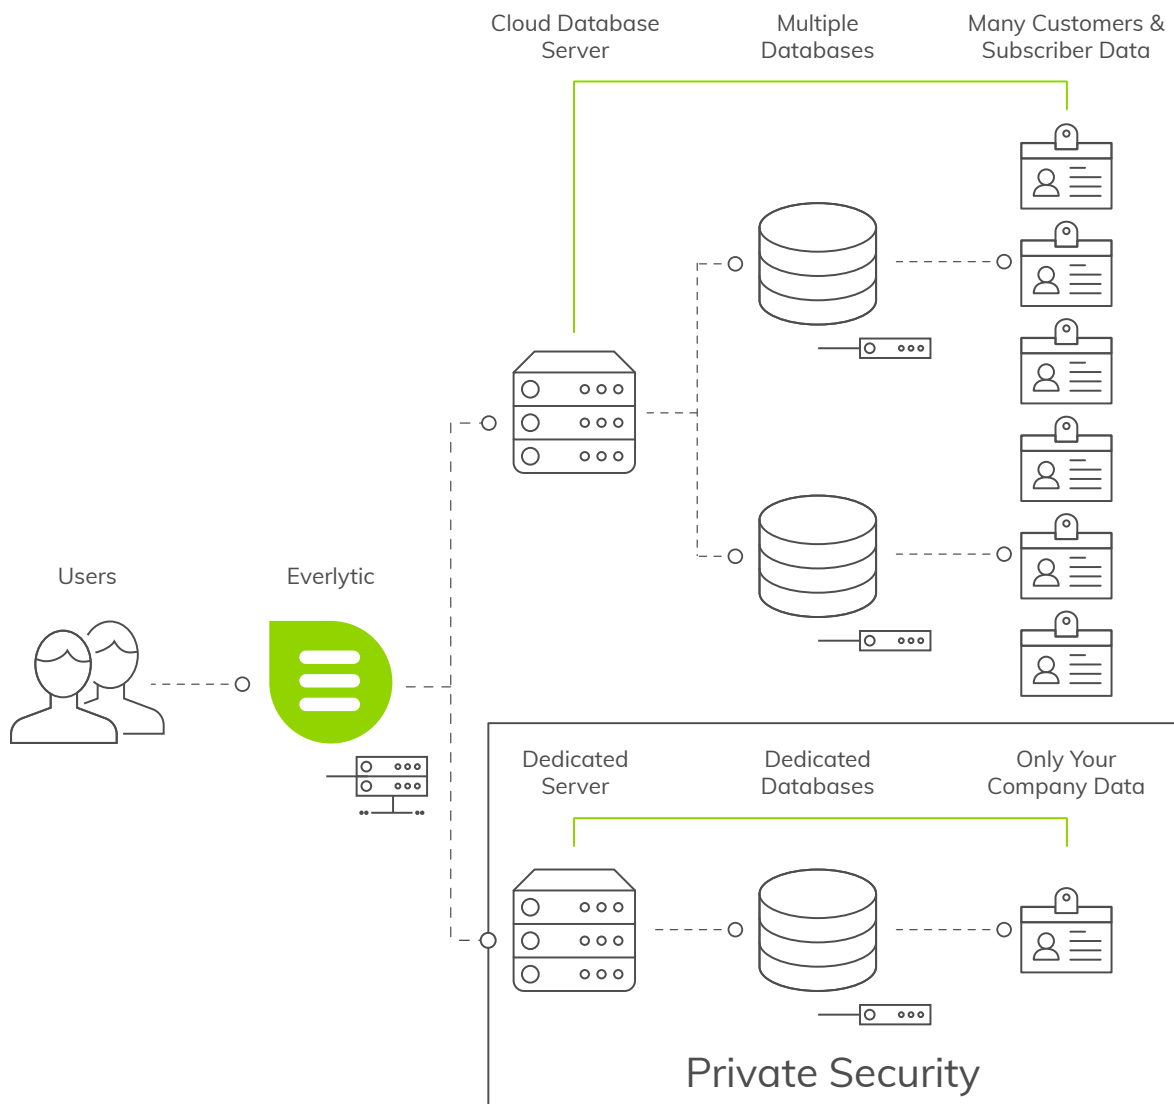 Cloud Database
Server
Multiple
Databases
Many Customers &
Subscriber Data
Users
Everlytic
Dedicated
Server
Dedicated
Databases
Only Your
Company Data
Private Security